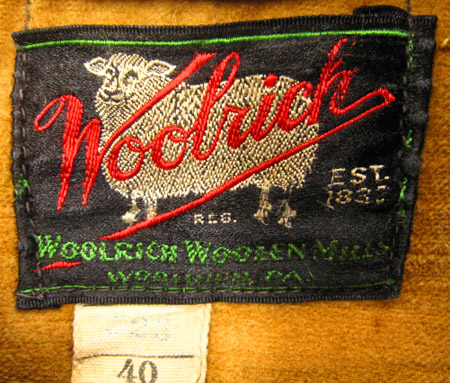 Woolrich
EST.
REG.
WOOLRICH WOOLEN MILLS
WOOLRICH, PA.
40